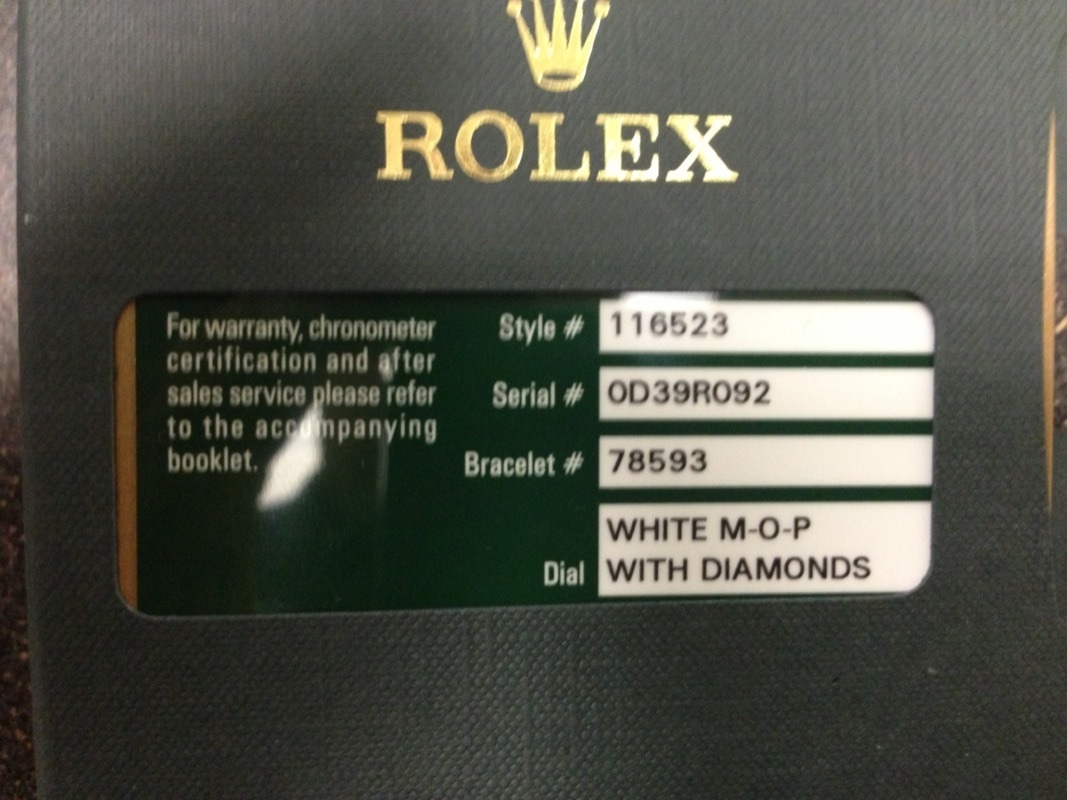 ROLEX
For warranty, chronometer
certification and after
sales service please refer
to the accompanying
booklet.
Style # 116523
Serial # 0D39R092
Bracelet # 78593
WHITE M-O-P
Dial WITH DIAMONDS